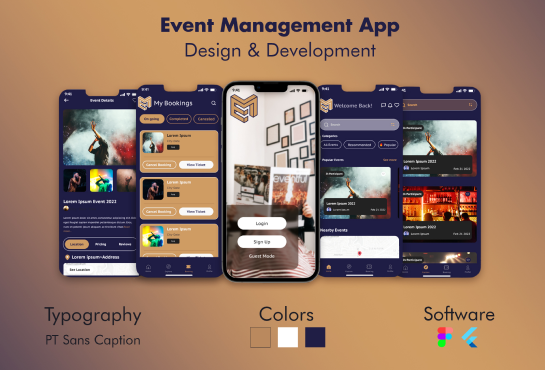 Event Management App
Design & Development
9:41
Event Details
Lorem Ipsum Event 2022
Location
Pricing
Reviews
Lorem Ipsum-Address
See Location
9:41
My Bookings
On going
Completed
Canceled
Lorem Ipsum
Cancel Booking
View Ticket
Lorem Ipsum
Cancel Booking
View Ticket
Lorem Ipsum
9:41
eventful
Login
Sign Up
Guest Mode
9:41
Welcome Back!
Search
Categories
All Events
Recommended
Popular
Popular Events
See more
Lorem Ipsum 2022
Nearby Events
9:41
Search
Lorem Ipsum 2022
Feb 21, 2022
Lorem Ipsum 2022
Feb 21, 2022
Typography
PT Sans Caption
Colors
Software